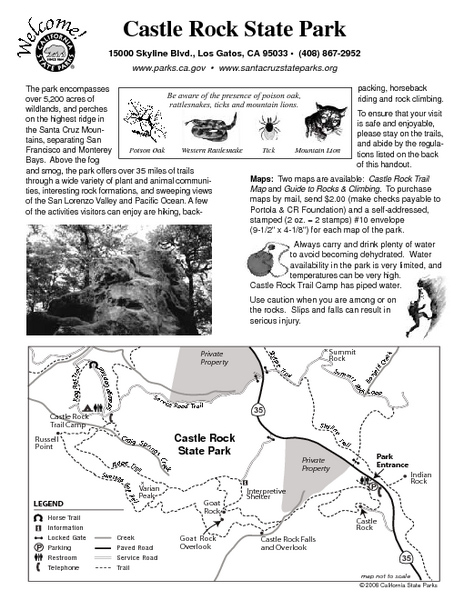 Welcome!
CALIFORNIA
STATE PARKS
Castle Rock State Park
15000 Skyline Blvd., Los Gatos, CA 95033 • (408) 867-2952
www.parks.ca.gov • www.santacruzstateparks.org
The park encompasses
over 5,200 acres of
wildlands, and perches
on the highest ridge in
the Santa Cruz Moun-
tains, separating San
Francisco and Monterey
Bays. Above the fog
and smog, the park offers over 35 miles of trails
through a wide variety of plant and animal communi-
ties, interesting rock formations, and sweeping views
of the San Lorenzo Valley and Pacific Ocean. A few
of the activities visitors can enjoy are hiking, back-
Be aware of the presence of poison oak,
rattlesnakes, ticks and mountain lions.
Poison Oak
Western Rattlesnake
Tick
Mountain Lion
packing, horseback
riding and rock climbing.
To ensure that your visit
is safe and enjoyable,
please stay on the trails,
and abide by the regula-
tions listed on the back
of this handout.
Maps: Two maps are available: Castle Rock Trail
Map and Guide to Rocks & Climbing. To purchase
maps by mail, send $2.00 (make checks payable to
Portola & CR Foundation) and a self-addressed,
stamped (2 oz. = 2 stamps) #10 envelope
(9-1/2" x 4-1/8") for each map of the park.
Always carry and drink plenty of water
to avoid becoming dehydrated. Water
availability in the park is very limited, and
temperatures can be very high.
Castle Rock Trail Camp has piped water.
Use caution when you are among or on
the rocks. Slips and falls can result in
serious injury.
Private
Property
Summit
Rock
Service Road Trail
35
Castle Rock
Trail Camp
Russell
Point
Castle Rock
State Park
Skyline Trail
Private
Property
Park
Entrance
Indian
Rock
Varian
Peak
Interpretive
Shelter
Goat
Rock
Castle
Rock
Goat Rock
Overlook
Castle Rock Falls
and Overlook
35
LEGEND
Horse Trail
Information
Locked Gate
Parking
Restroom
Telephone
Creek
Paved Road
Service Road
Trail
map not to scale
© 2006 California State Parks